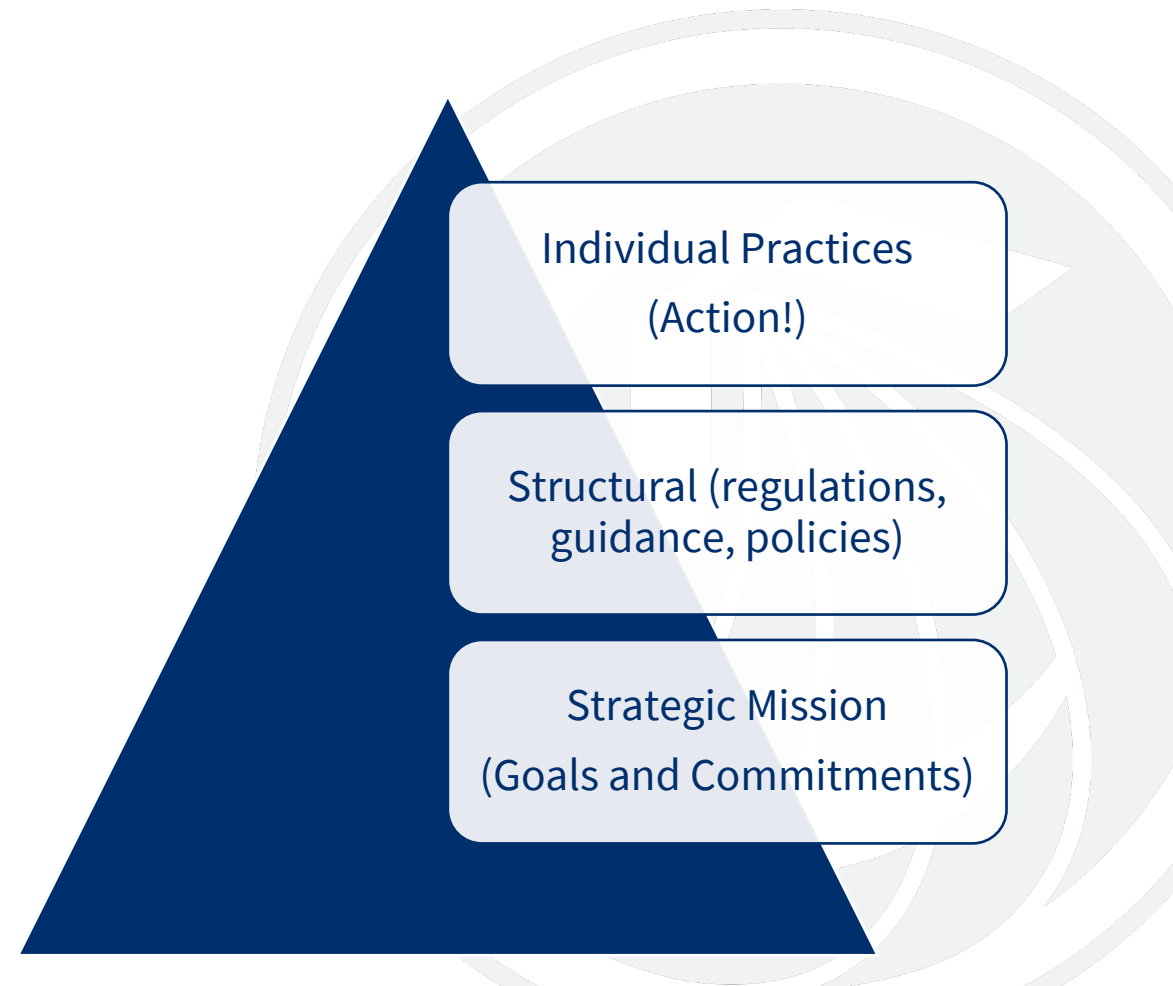 Individual Practices
(Action!)
Structural (regulations,
guidance, policies)
Strategic Mission
(Goals and Commitments)